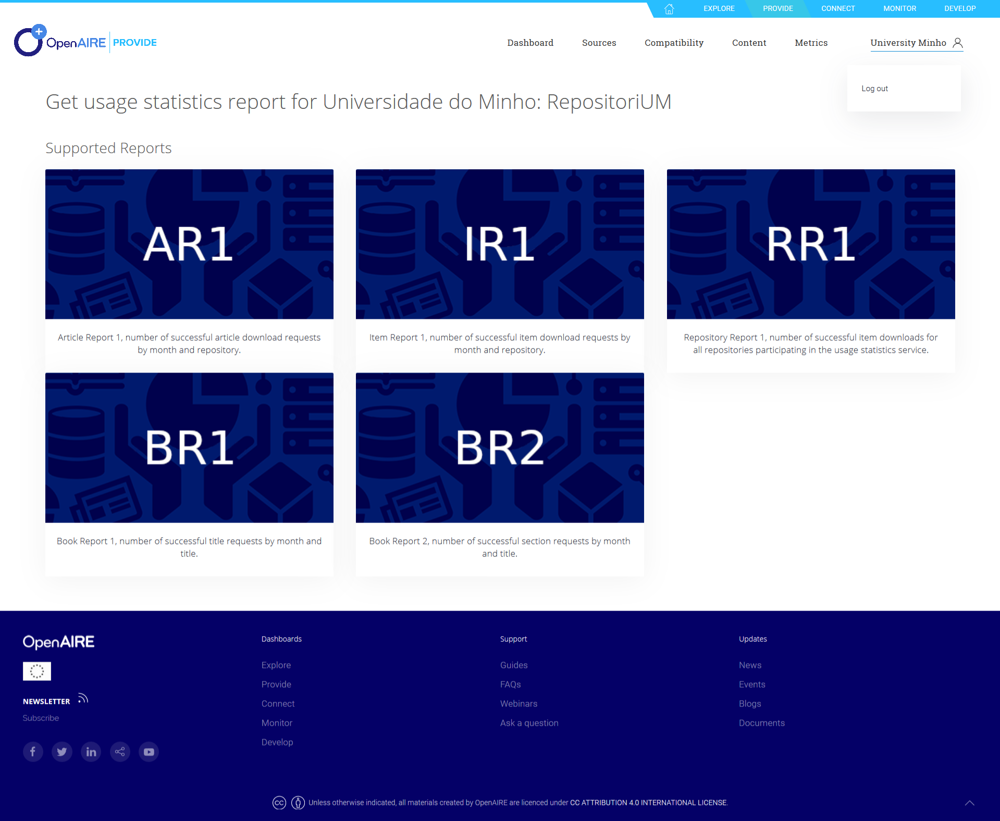 EXPLORE PROVIDE CONNECT MONITOR DEVELOP
OpenAIRE PROVIDE
Dashboard Sources Compatibility Content Metrics University Minho
Log out
Get usage statistics report for Universidade do Minho: RepositoriUM
Supported Reports
AR1
IR1
RR1
Article Report 1, number of successful article download requests
by month and repository.
Item Report 1, number of successful item download requests by
month and repository.
Repository Report 1, number of successful item downloads for
all repositories participating in the usage statistics service.
BR1
BR2
Book Report 1, number of successful title requests by month and
title.
Book Report 2, number of successful section requests by month
and title.
OpenAIRE
NEWSLETTER
Subscribe
Dashboards
Explore
Provide
Connect
Monitor
Develop
Support
Guides
FAQs
Webinars
Ask a question
Updates
News
Events
Blogs
Documents
cc Unless otherwise indicated, all materials created by OpenAIRE are licenced under CC ATTRIBUTION 4.0 INTERNATIONAL LICENSE.